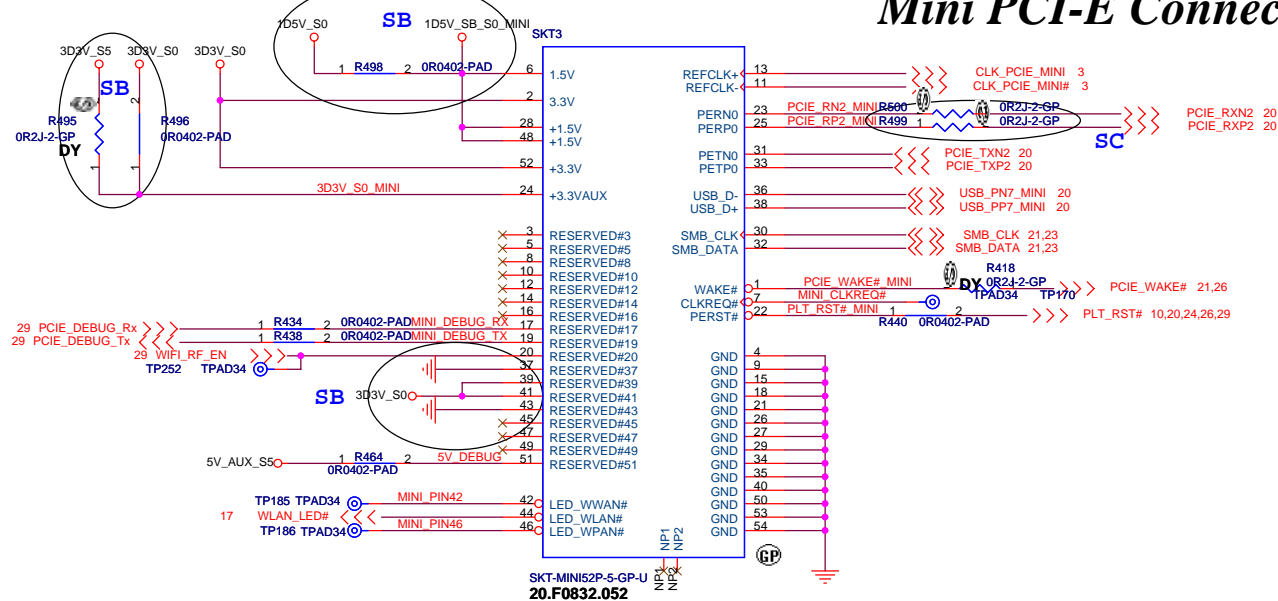 Mini PCI-E Connec
1D5V_S0 SB 1D5V_SB_S0_MINI
SKT3
3D3V_S5 3D3V_S0 3D3V_S0
1 R498 2 0R0402-PAD
SB
2
R495 R496
0R2J-2-GP 0R0402-PAD
DY
1 1
3D3V_S0_MINI
6 1.5V
2 3.3V
28 +1.5V
48 +1.5V
52 +3.3V
24 +3.3VAUX
3 RESERVED#3
5 RESERVED#5
8 RESERVED#8
10 RESERVED#10
12 RESERVED#12
14 RESERVED#14
16 RESERVED#16
29 PCIE_DEBUG_Rx 1 R434 2 0R0402-PAD MINI_DEBUG_RX 17 RESERVED#17
29 PCIE_DEBUG_Tx 1 R438 2 0R0402-PAD MINI_DEBUG_TX 19 RESERVED#19
29 WIFI_RF_EN 20 RESERVED#20
TP252 TPAD34 37 RESERVED#37
39 RESERVED#39
SB 3D3V_S0 41 RESERVED#41
43 RESERVED#43
45 RESERVED#45
47 RESERVED#47
49 RESERVED#49
5V_AUX_S5 1 R464 2 5V_DEBUG 51 RESERVED#51
0R0402-PAD
TP185 TPAD34 MINI_PIN42 42 LED_WWAN#
17 WLAN_LED# 44 LED_WLAN#
TP186 TPAD34 MINI_PIN46 46 LED_WPAN#
REFCLK+ 13 CLK_PCIE_MINI 3
REFCLK- 11 CLK_PCIE_MINI# 3
PERN0 23 PCIE_RN2_MINI R500 0R2J-2-GP PCIE_RXN2 20
PERP0 25 PCIE_RP2_MINI R499 0R2J-2-GP PCIE_RXP2 20
SC
PETN0 31 PCIE_TXN2 20
PETP0 33 PCIE_TXP2 20
USB_D- 36 USB_PN7_MINI 20
USB_D+ 38 USB_PP7_MINI 20
SMB_CLK 30 SMB_CLK 21,23
SMB_DATA 32 SMB_DATA 21,23
R418
WAKE# 1 PCIE_WAKE#_MINI DY 0R2J-2-GP PCIE_WAKE# 21,26
CLKREQ# 7 MINI_CLKREQ# TPAD34 TP170
PERST# 22 PLT_RST#_MINI 1 2 PLT_RST# 10,20,24,26,29
R440 0R0402-PAD
GND 4
GND 9
GND 15
GND 18
GND 21
GND 26
GND 27
GND 29
GND 34
GND 35
GND 40
GND 50
GND 53
GND 54
NP1 NP2
NP1 NP2
GP
SKT-MINI52P-5-GP-U
20.F0832.052